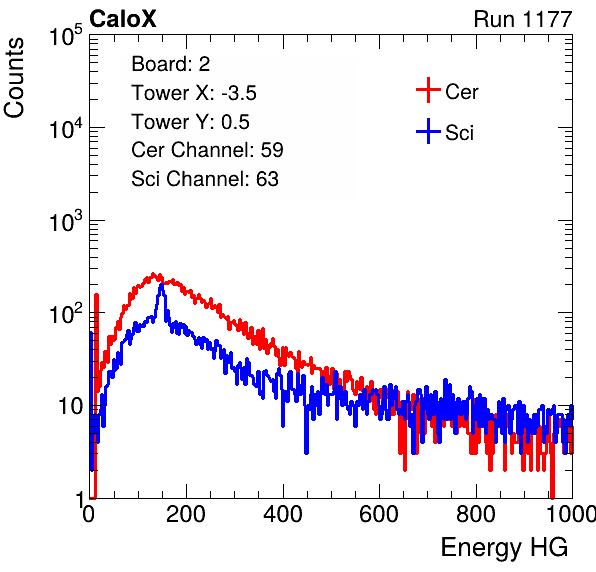 CaloX Run 1177
Counts
10^5
10^4
10^3
10^2
10
1
Board: 2
Tower X: -3.5
Tower Y: 0.5
Cer Channel: 59
Sci Channel: 63
Cer
Sci
0 200 400 600 800 1000
Energy HG